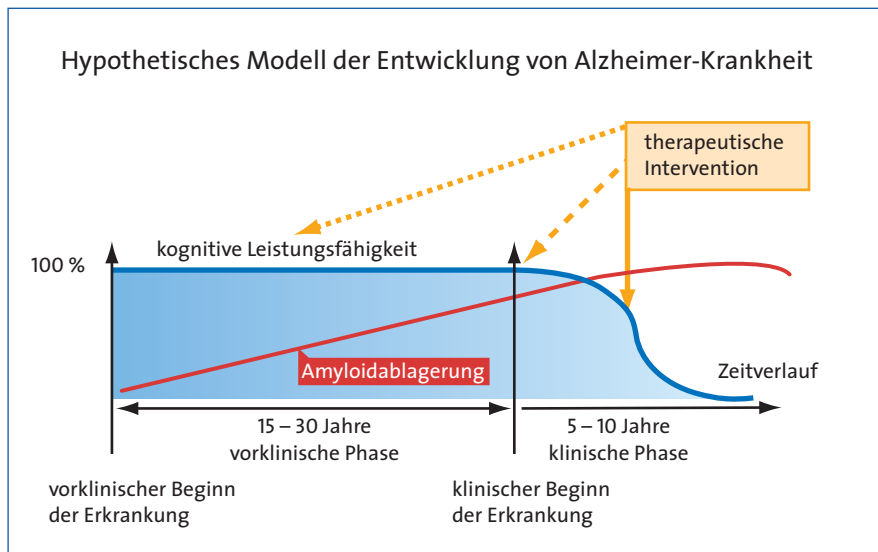 Hypothetisches Modell der Entwicklung von Alzheimer-Krankheit
therapeutische
Intervention
kognitive Leistungsfähigkeit
100 %
Amyloidablagerung
Zeitverlauf
15 – 30 Jahre
vorklinische Phase
5 – 10 Jahre
klinische Phase
vorklinischer Beginn
der Erkrankung
klinischer Beginn
der Erkrankung